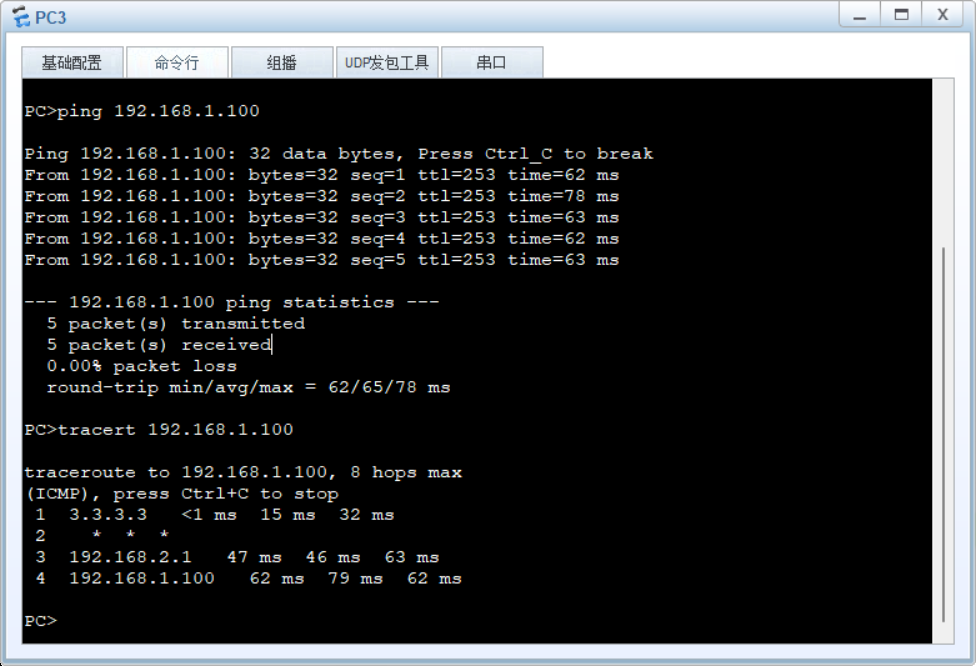 PC3
基础配置 命令行 组播 UDP发包工具 串口
PC>ping 192.168.1.100
Ping 192.168.1.100: 32 data bytes, Press Ctrl_C to break
From 192.168.1.100: bytes=32 seq=1 ttl=253 time=62 ms
From 192.168.1.100: bytes=32 seq=2 ttl=253 time=78 ms
From 192.168.1.100: bytes=32 seq=3 ttl=253 time=63 ms
From 192.168.1.100: bytes=32 seq=4 ttl=253 time=62 ms
From 192.168.1.100: bytes=32 seq=5 ttl=253 time=63 ms
--- 192.168.1.100 ping statistics ---
5 packet(s) transmitted
5 packet(s) received
0.00% packet loss
round-trip min/avg/max = 62/65/78 ms
PC>tracert 192.168.1.100
traceroute to 192.168.1.100, 8 hops max
(ICMP), press Ctrl+C to stop
1 3.3.3.3 <1 ms 15 ms 32 ms
2 * * *
3 192.168.2.1 47 ms 46 ms 63 ms
4 192.168.1.100 62 ms 79 ms 62 ms
PC>